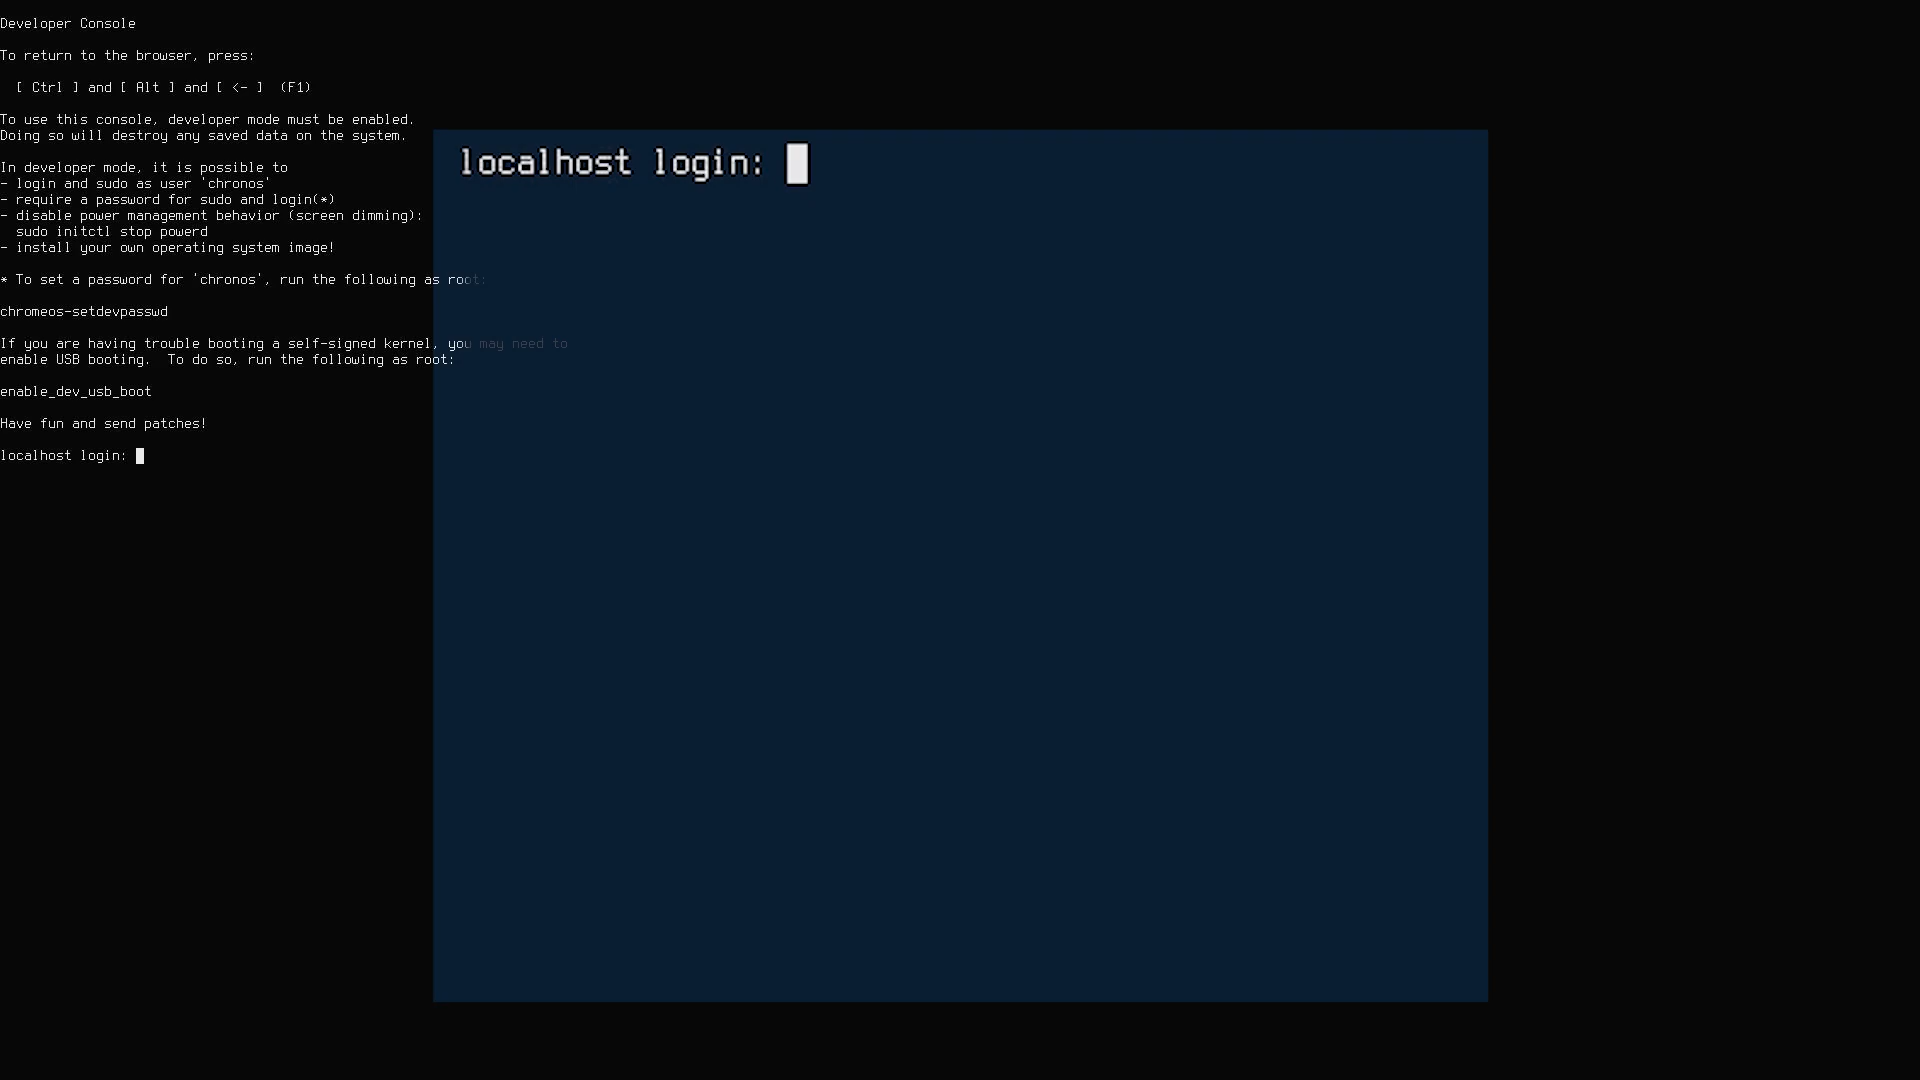 Developer Console
To return to the browser, press:
[ Ctrl ] and [ Alt ] and [ <- ]  (F1)
To use this console, developer mode must be enabled.
Doing so will destroy any saved data on the system.
In developer mode, it is possible to
- login and sudo as user 'chronos'
- require a password for sudo and login(*)
- disable power management behavior (screen dimming):
sudo initctl stop powerd
- install your own operating system image!
* To set a password for 'chronos', run the following as root:
chromeos-setdevpasswd
If you are having trouble booting a self-signed kernel, you may need to
enable USB booting.  To do so, run the following as root:
enable_dev_usb_boot
Have fun and send patches!
localhost login:
localhost login: